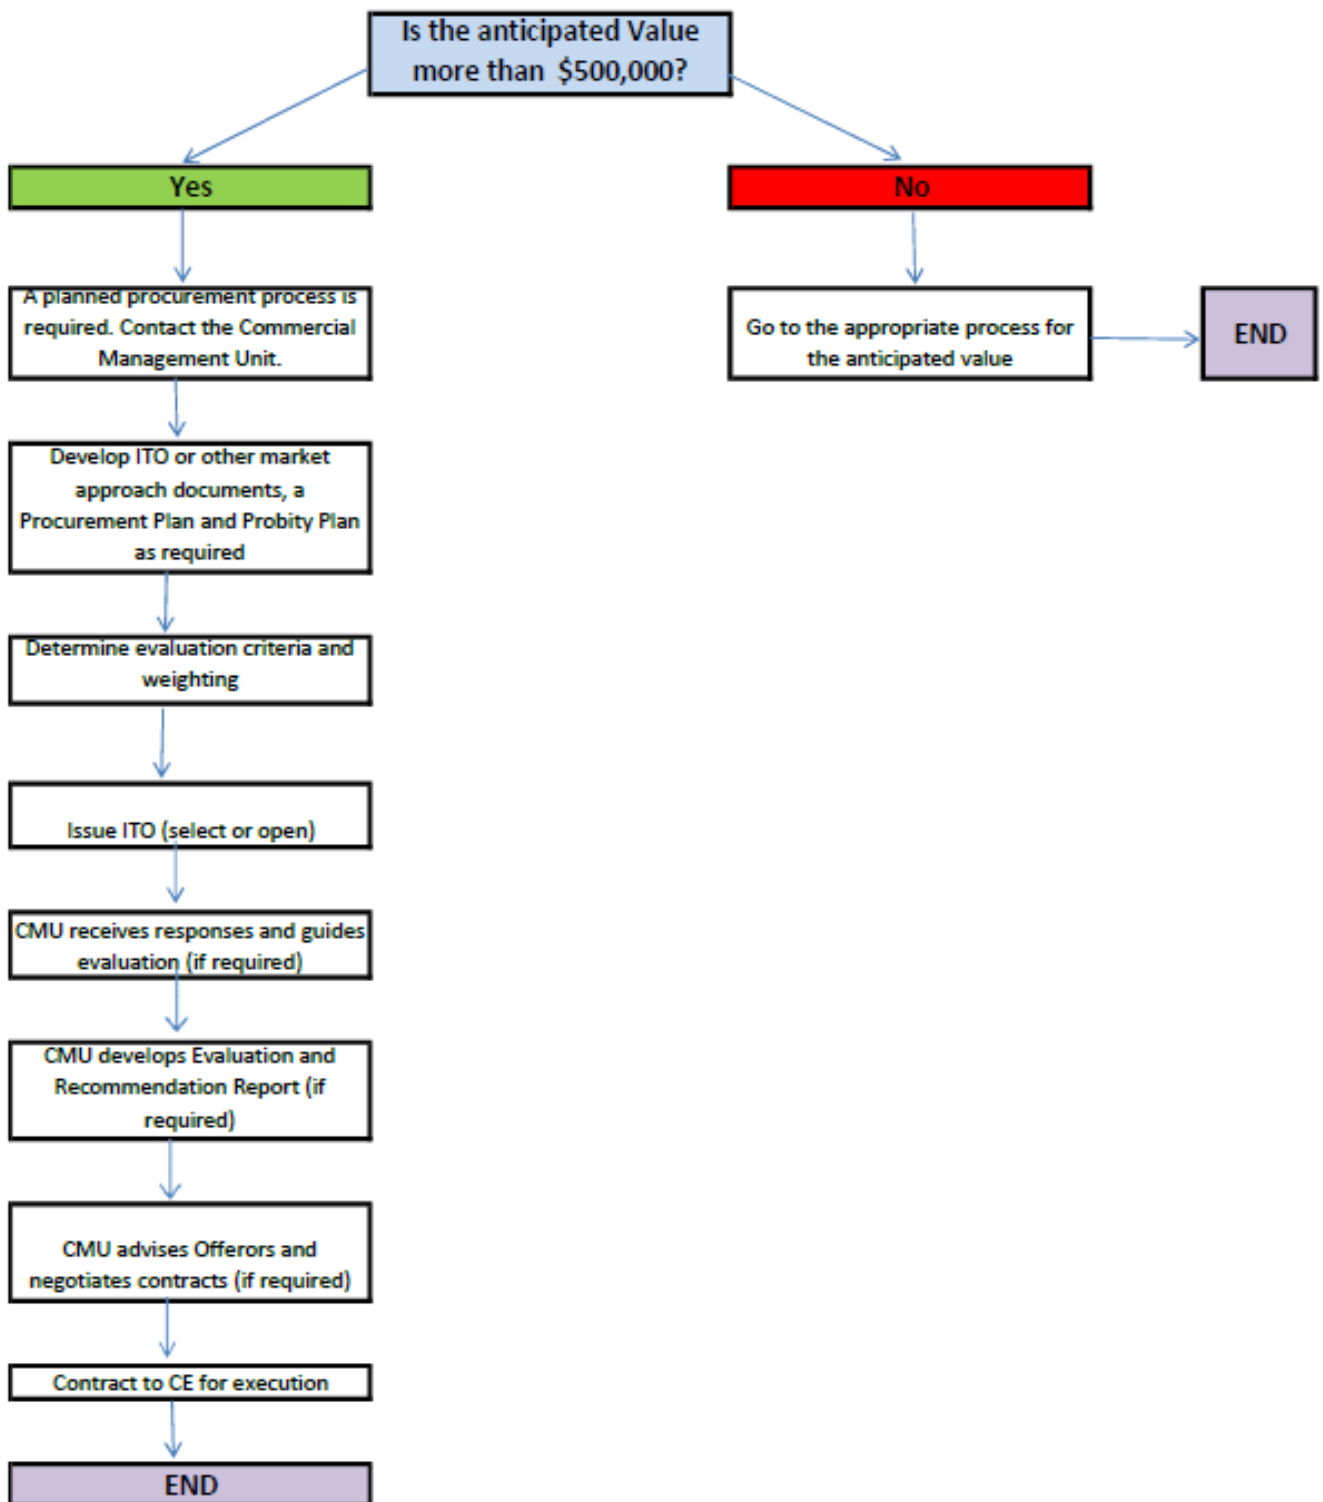 Is the anticipated Value
more than $500,000?
Yes
No
A planned procurement process is
required. Contact the Commercial
Management Unit.
Go to the appropriate process for
the anticipated value
END
Develop ITO or other market
approach documents, a
Procurement Plan and Probity Plan
as required
Determine evaluation criteria and
weighting
Issue ITO (select or open)
CMU receives responses and guides
evaluation (if required)
CMU develops Evaluation and
Recommendation Report (if
required)
CMU advises Offerors and
negotiates contracts (if required)
Contract to CE for execution
END